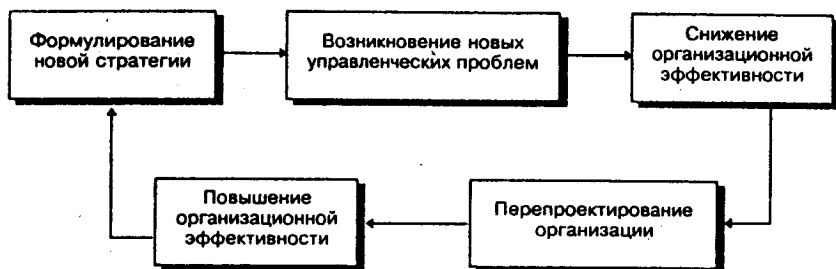 Формулирование
новой стратегии
Возникновение новых
управленческих проблем
Снижение
организационной
эффективности
Перепроектирование
организации
Повышение
организационной
эффективности